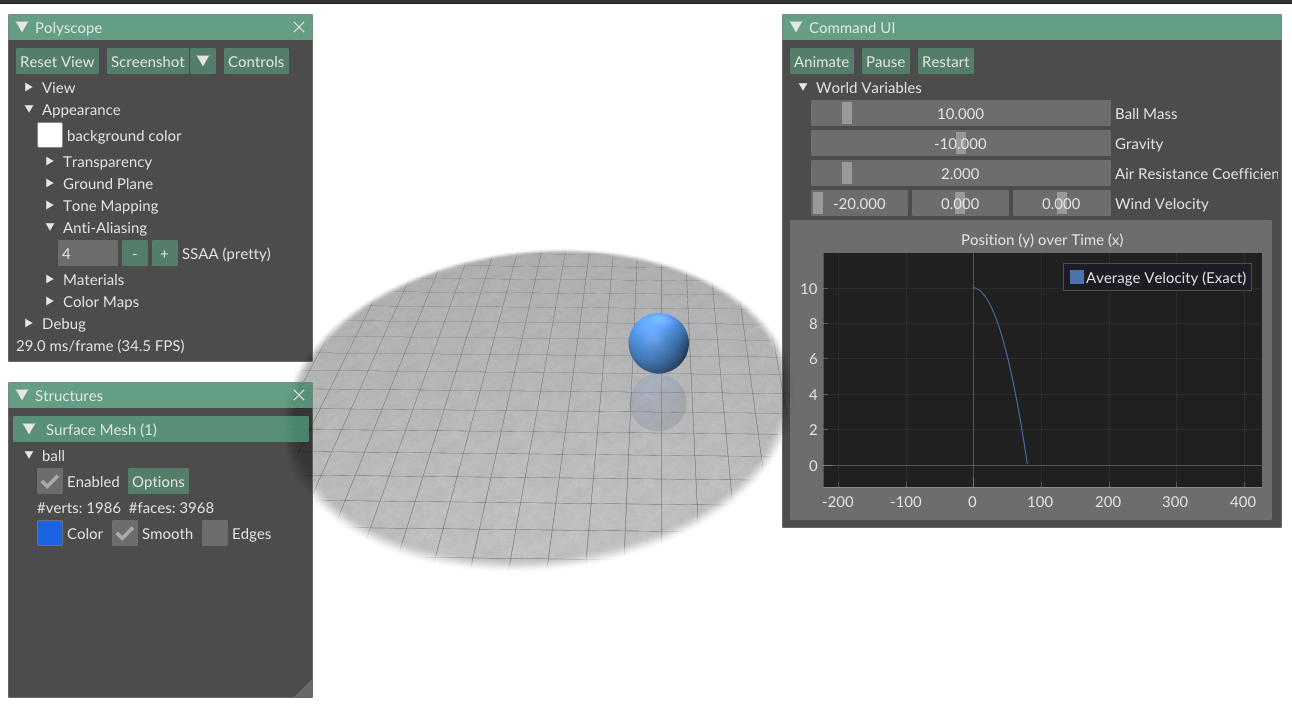 Polyscope
Reset View Screenshot Controls
View
Appearance
background color
Transparency
Ground Plane
Tone Mapping
Anti-Aliasing
4 - + SSAA (pretty)
Materials
Color Maps
Debug
29.0 ms/frame (34.5 FPS)
Structures
Surface Mesh (1)
ball
Enabled Options
#verts: 1986 #faces: 3968
Color Smooth Edges
Command UI
Animate Pause Restart
World Variables
10.000 Ball Mass
-10.000 Gravity
2.000 Air Resistance Coefficien
-20.000 0.000 0.000 Wind Velocity
Position (y) over Time (x)
Average Velocity (Exact)
10
8
6
4
2
0
-200 -100 0 100 200 300 400